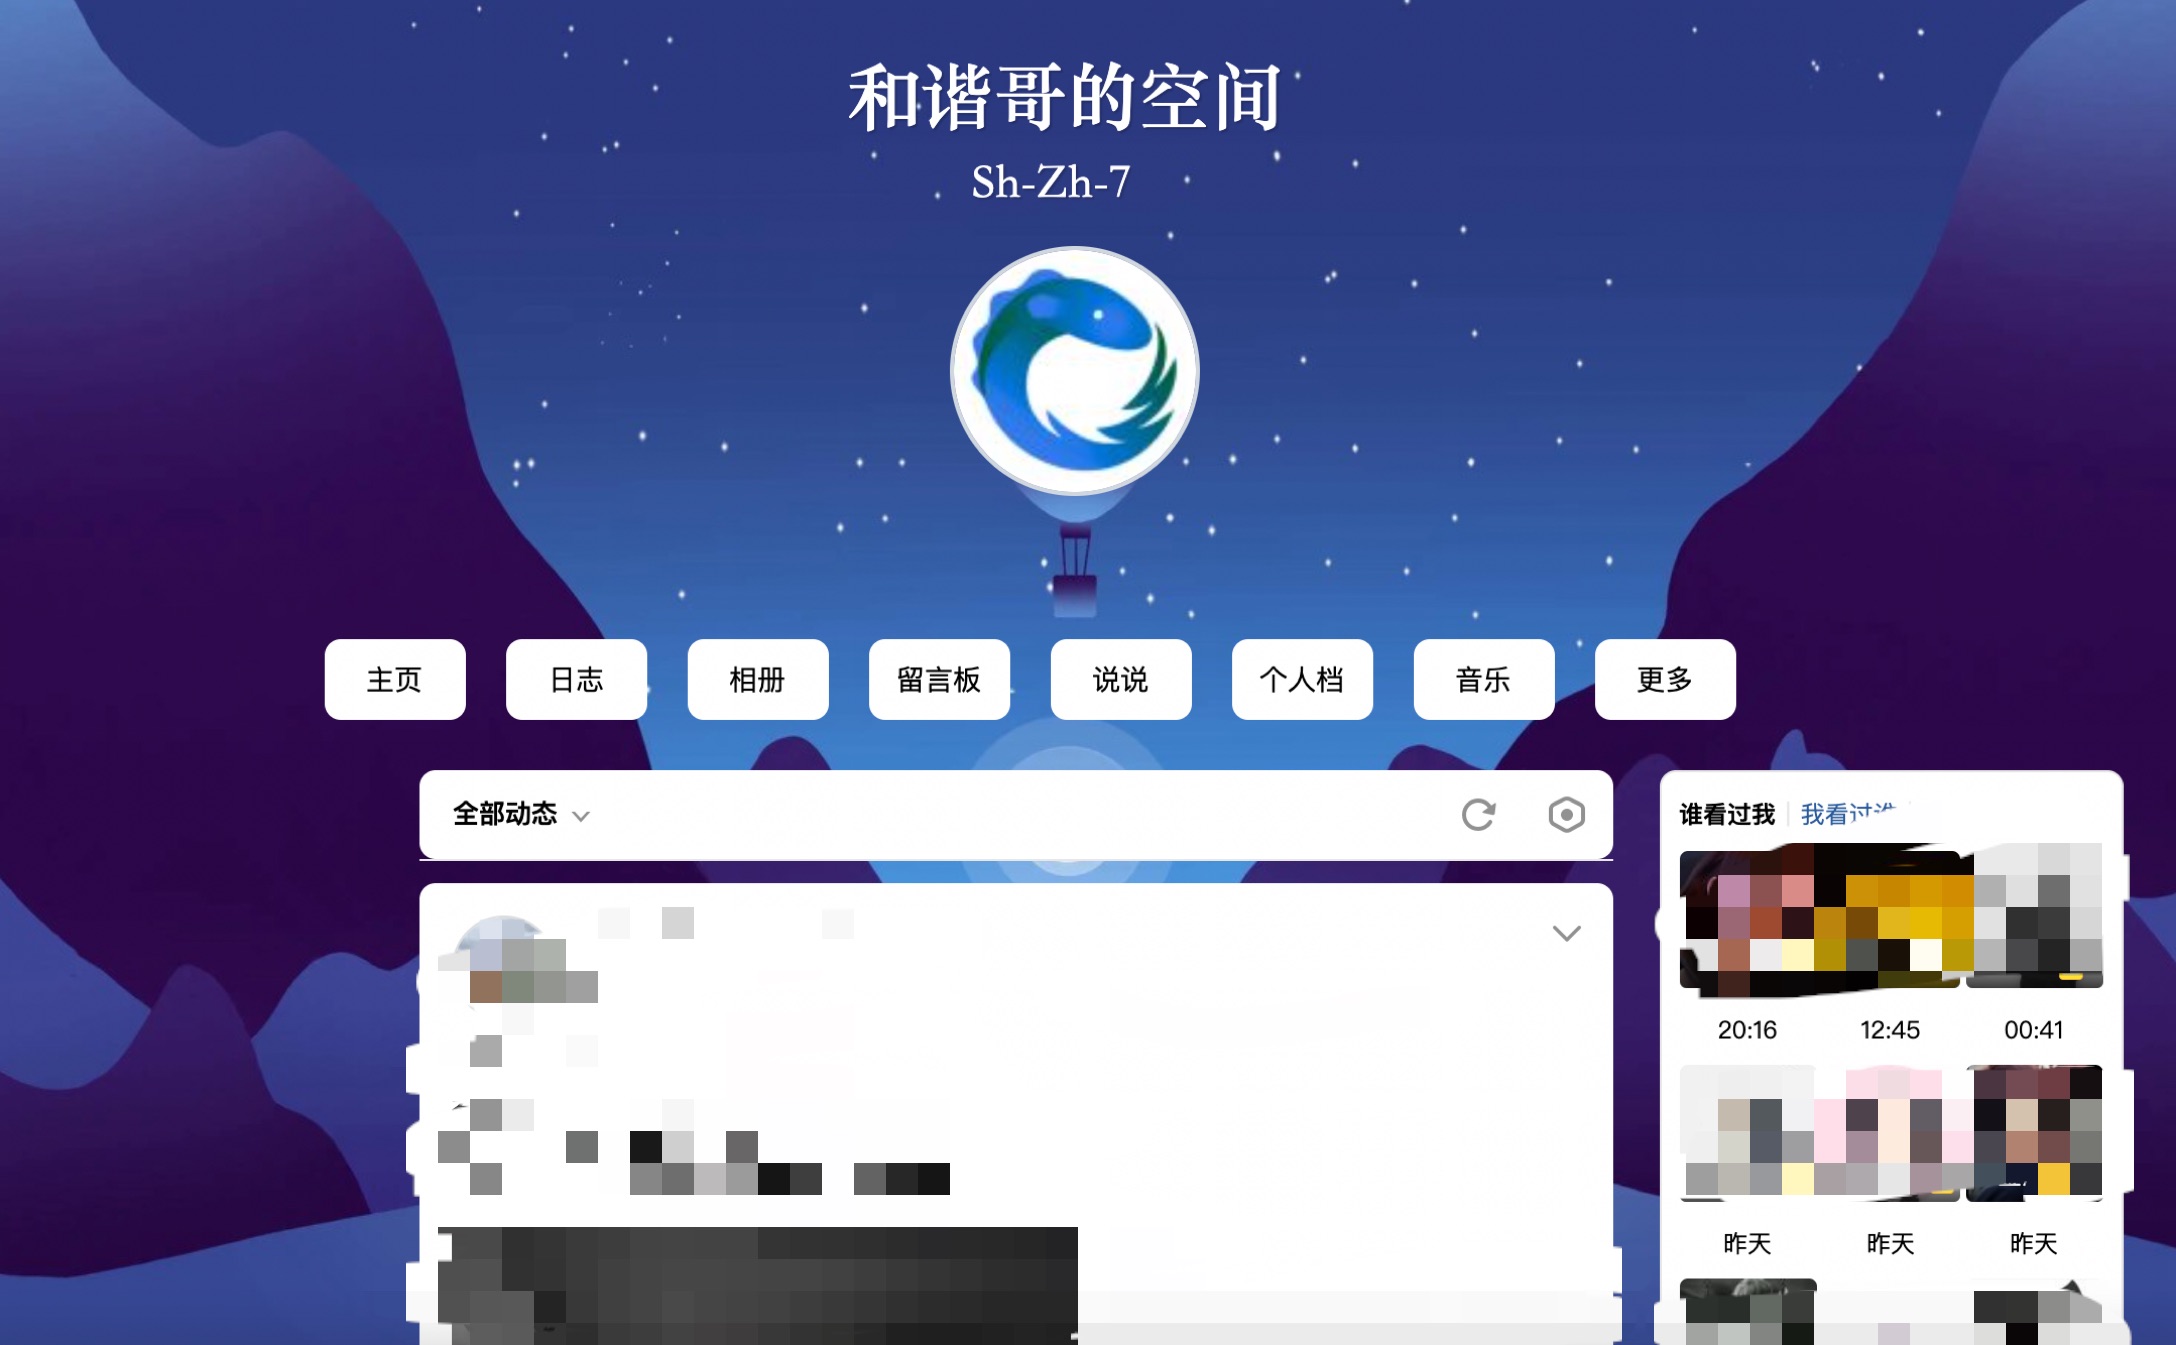 和谐哥的空间
Sh-Zh-7
主页 日志 相册 留言板 说说 个人档 音乐 更多
全部动态
谁看过我 我看过谁
20:16 12:45 00:41
昨天 昨天 昨天